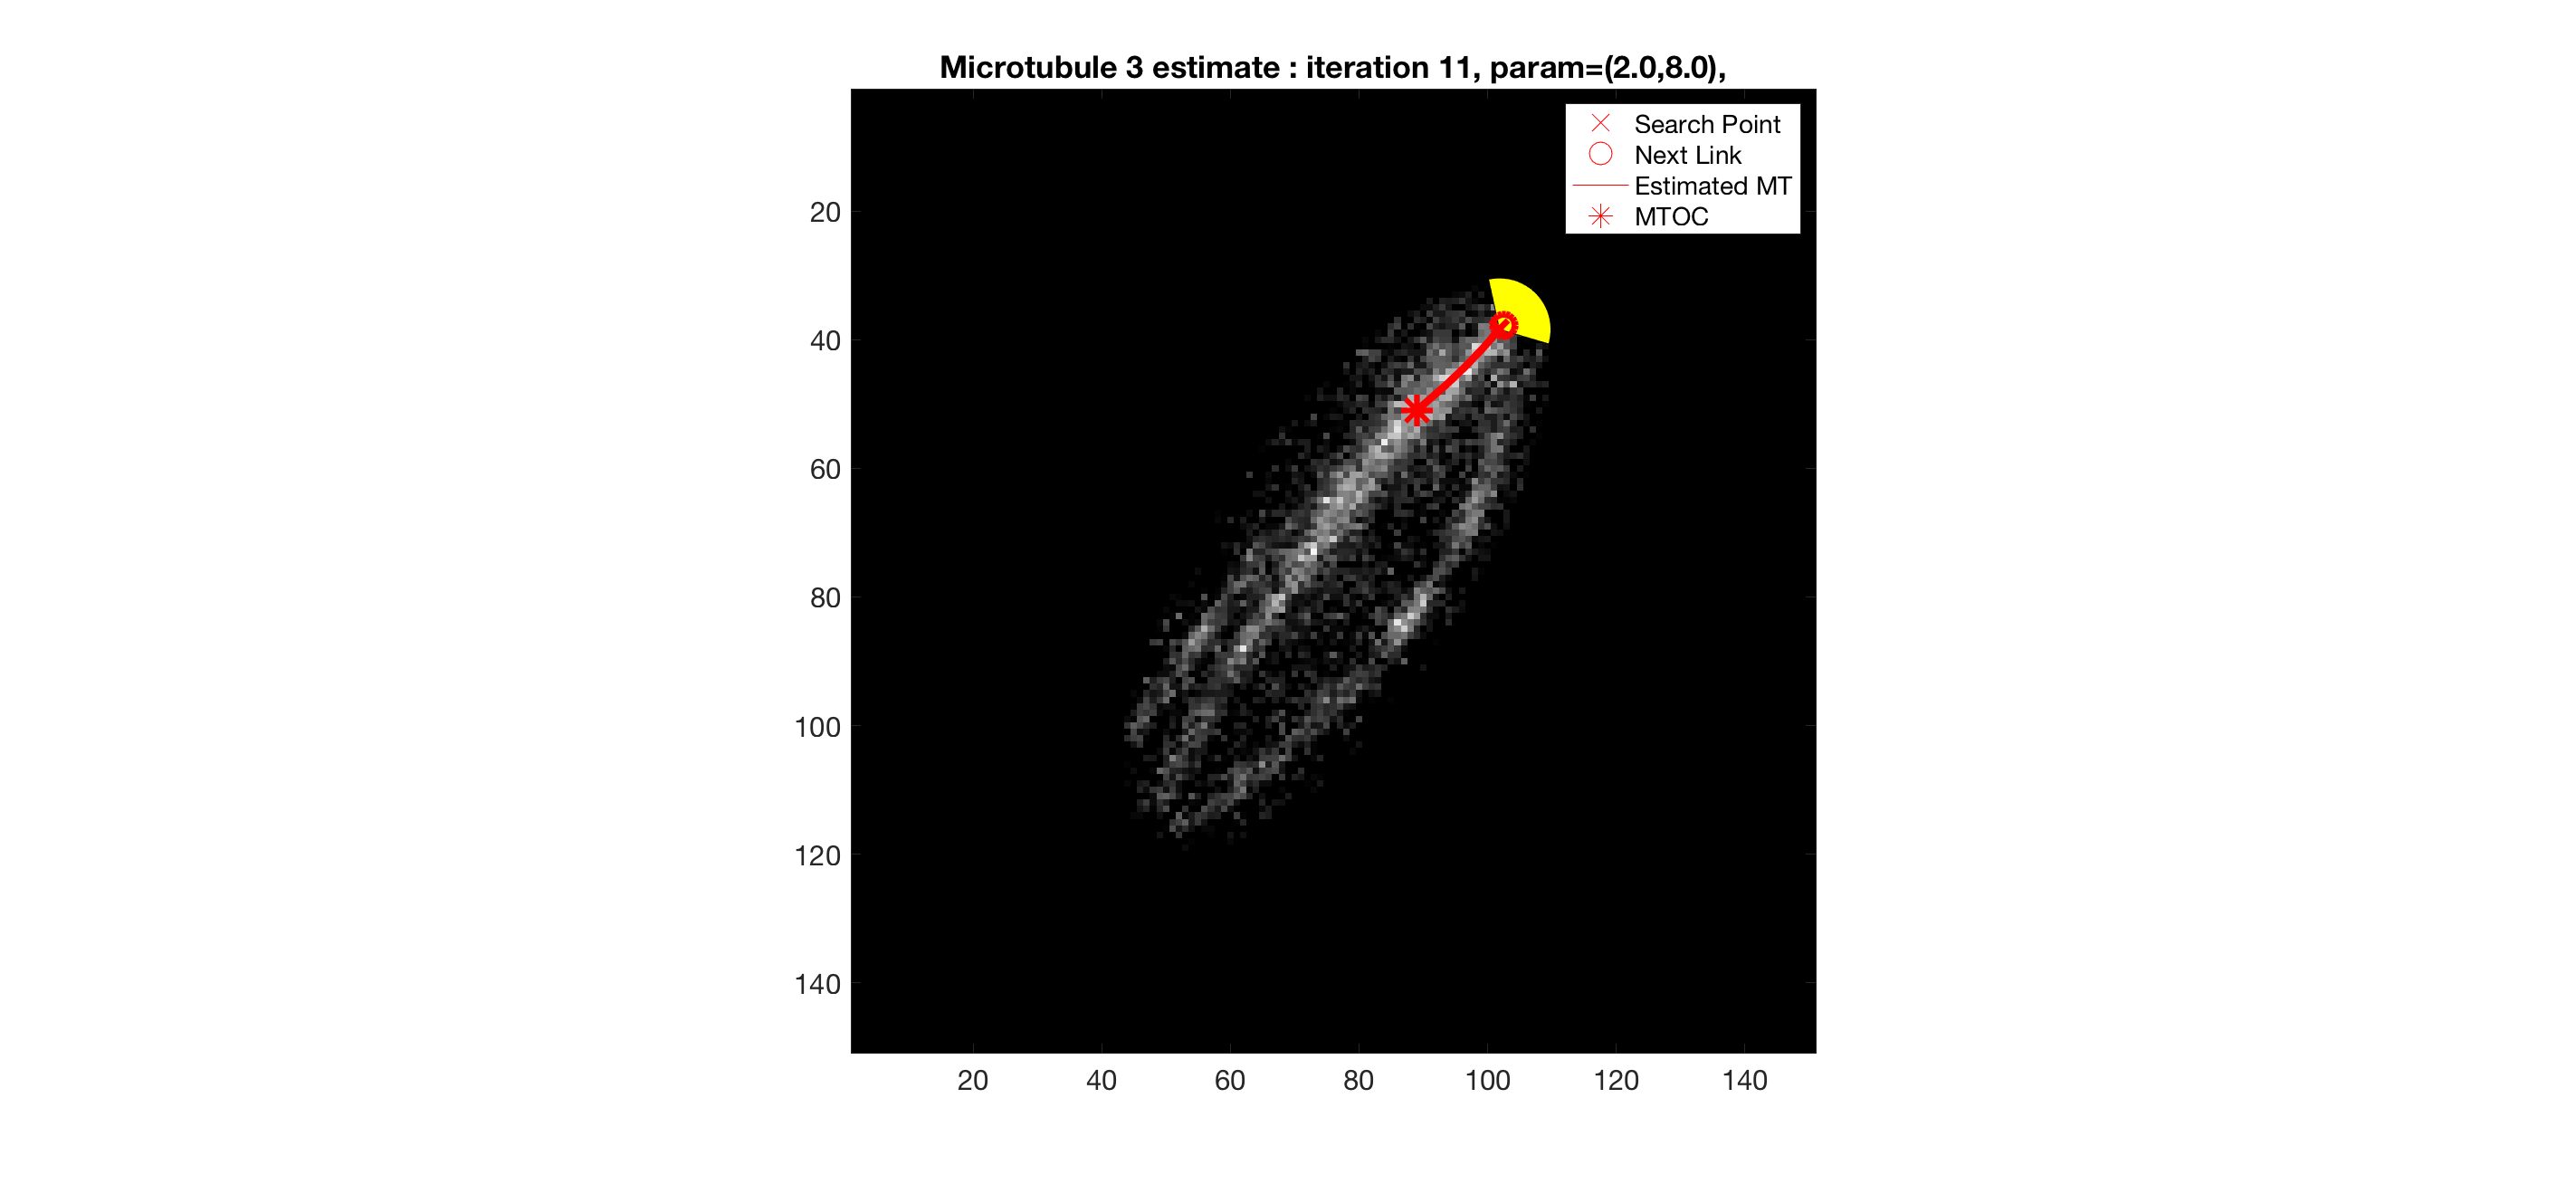 Microtubule 3 estimate : iteration 11, param=(2.0,8.0),
Search Point
Next Link
Estimated MT
MTOC
20
40
60
80
100
120
140
20 40 60 80 100 120 140